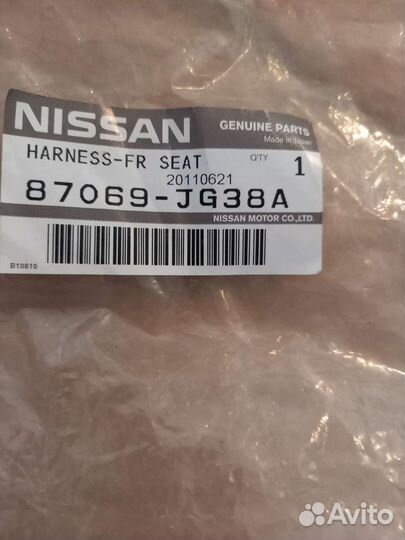 NISSAN
GENUINE PARTS
Made in Japan
HARNESS-FR SEAT
QTY 1
20110621
87069-JG38A
NISSAN MOTOR CO.,LTD.
B10810
Avito